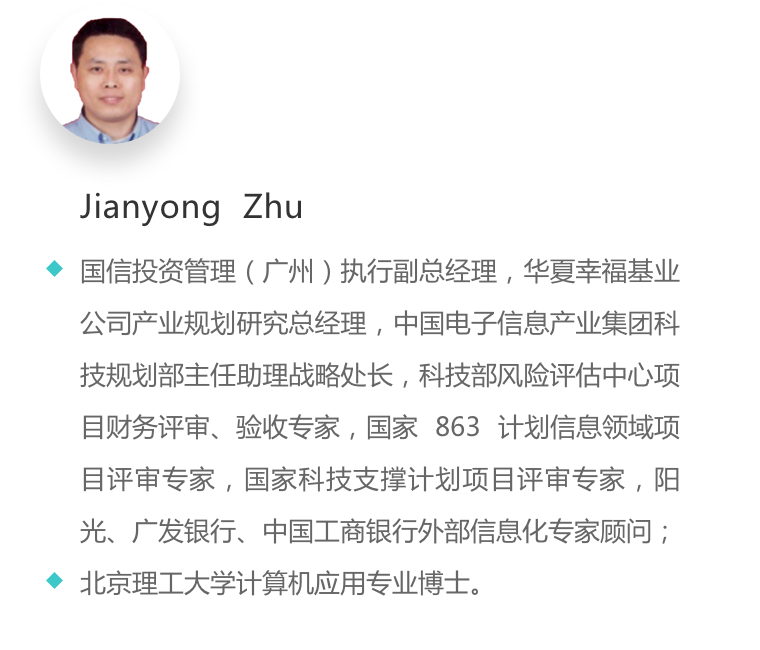 Jianyong Zhu
国信投资管理（广州）执行副总经理，华夏幸福基业
公司产业规划研究总经理，中国电子信息产业集团科
技规划部主任助理战略处长，科技部风险评估中心项
目财务评审、验收专家，国家 863 计划信息领域项
目评审专家，国家科技支撑计划项目评审专家，阳
光、广发银行、中国工商银行外部信息化专家顾问；
北京理工大学计算机应用专业博士。